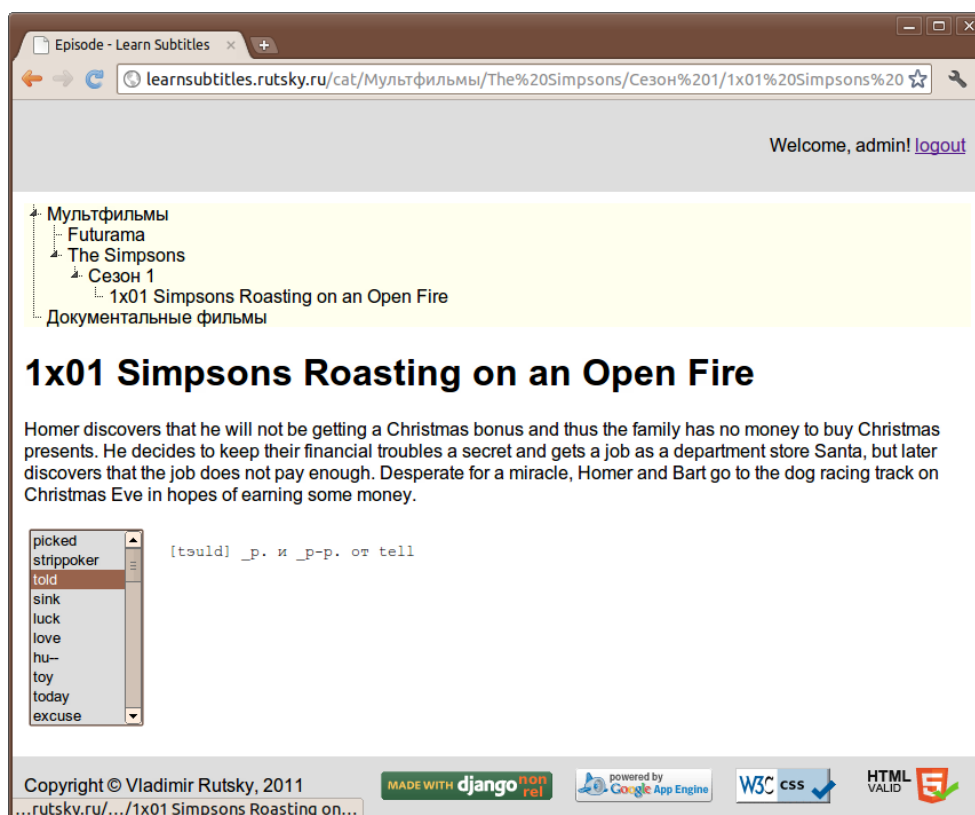 Episode - Learn Subtitles
learnsubtitles.rutsky.ru/cat/Мультфильмы/The%20Simpsons/Сезон%201/1x01%20Simpsons%20
Welcome, admin! logout
Мультфильмы
Futurama
The Simpsons
Сезон 1
1x01 Simpsons Roasting on an Open Fire
Документальные фильмы
1x01 Simpsons Roasting on an Open Fire
Homer discovers that he will not be getting a Christmas bonus and thus the family has no money to buy Christmas
presents. He decides to keep their financial troubles a secret and gets a job as a department store Santa, but later
discovers that the job does not pay enough. Desperate for a miracle, Homer and Bart go to the dog racing track on
Christmas Eve in hopes of earning some money.
picked
strippoker
told
sink
luck
love
hu--
toy
today
excuse
[təuld] _p. и _p-p. от tell
Copyright © Vladimir Rutsky, 2011
MADE WITH django non rel
powered by
Google App Engine
W3C css
HTML
VALID
...rutsky.ru/.../1x01 Simpsons Roasting on...